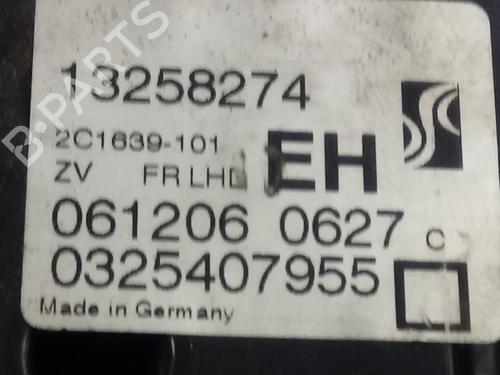 B-PARTS
13258274
2C1639-101
ZV FR LHD EH
061206 0627 C
0325407955
Made in Germany